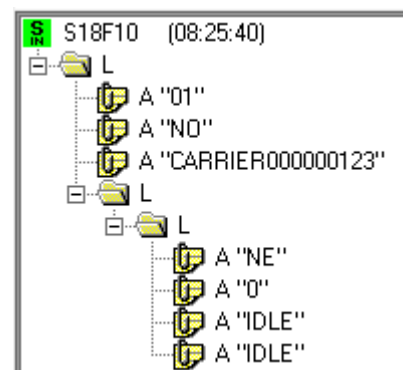 S IN S18F10 (08:25:40)
L
A "01"
A "NO"
A "CARRIER000000123"
L
L
A "NE"
A "0"
A "IDLE"
A "IDLE"